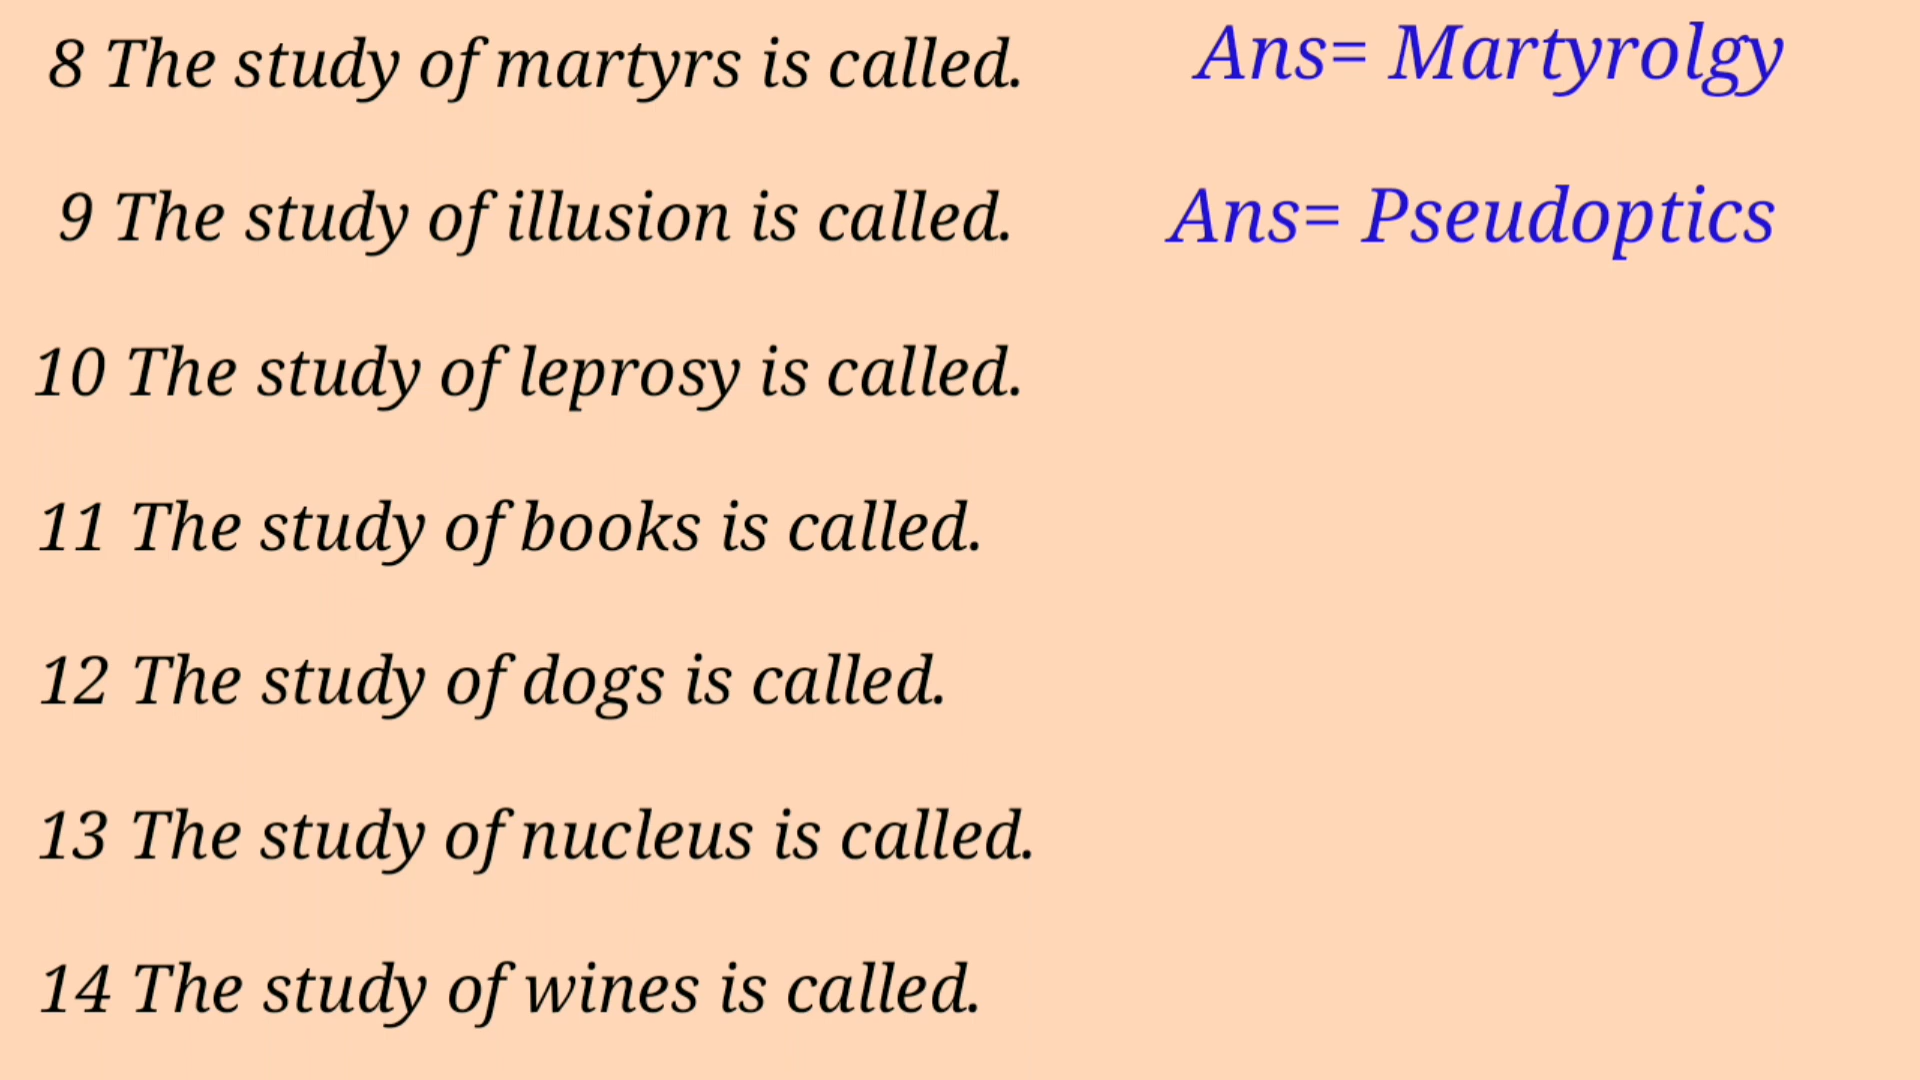 8 The study of martyrs is called. Ans= Martyrolgy
9 The study of illusion is called. Ans= Pseudoptics
10 The study of leprosy is called.
11 The study of books is called.
12 The study of dogs is called.
13 The study of nucleus is called.
14 The study of wines is called.